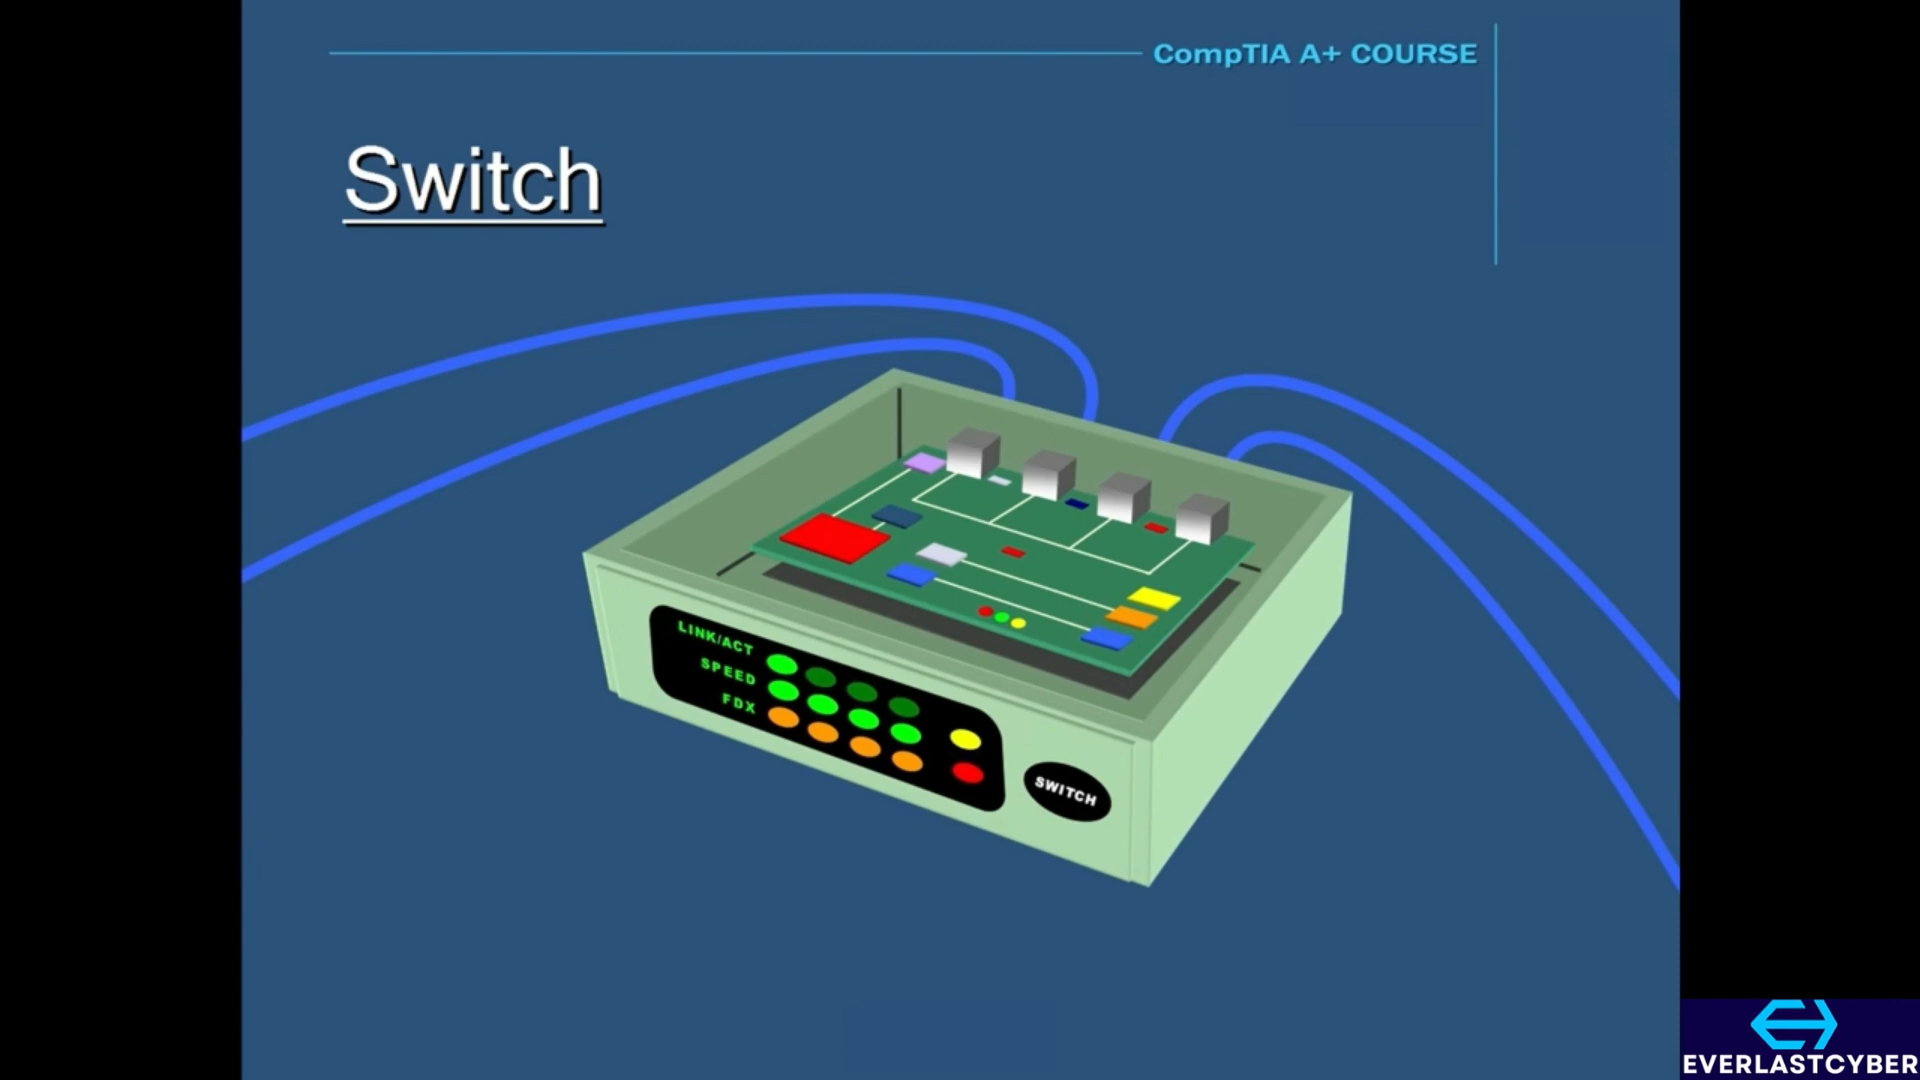 CompTIA A+ COURSE
Switch
LINK/ACT
SPEED
FDX
SWITCH
EVERLASTCYBER